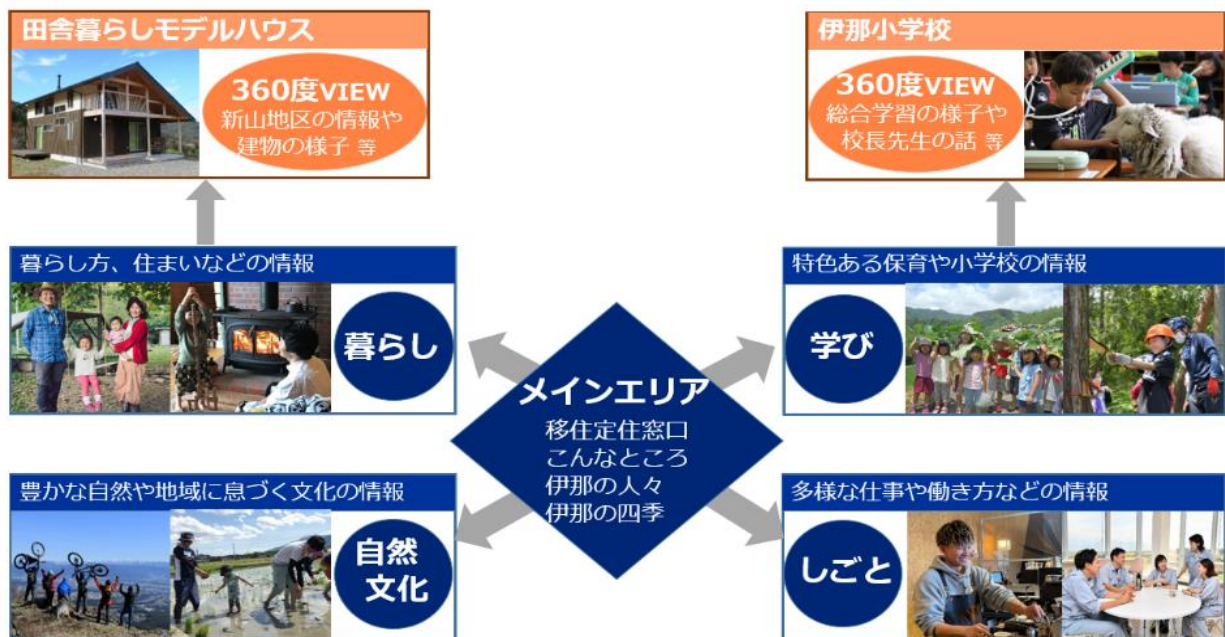 田舎暮らしモデルハウス
360度VIEW
新山地区の情報や
建物の様子 等
伊那小学校
360度VIEW
総合学習の様子や
校長先生の話 等
暮らし方、住まいなどの情報
暮らし
特色ある保育や小学校の情報
学び
メインエリア
移住定住窓口
こんなところ
伊那の人々
伊那の四季
豊かな自然や地域に息づく文化の情報
自然
文化
多様な仕事や働き方などの情報
しごと